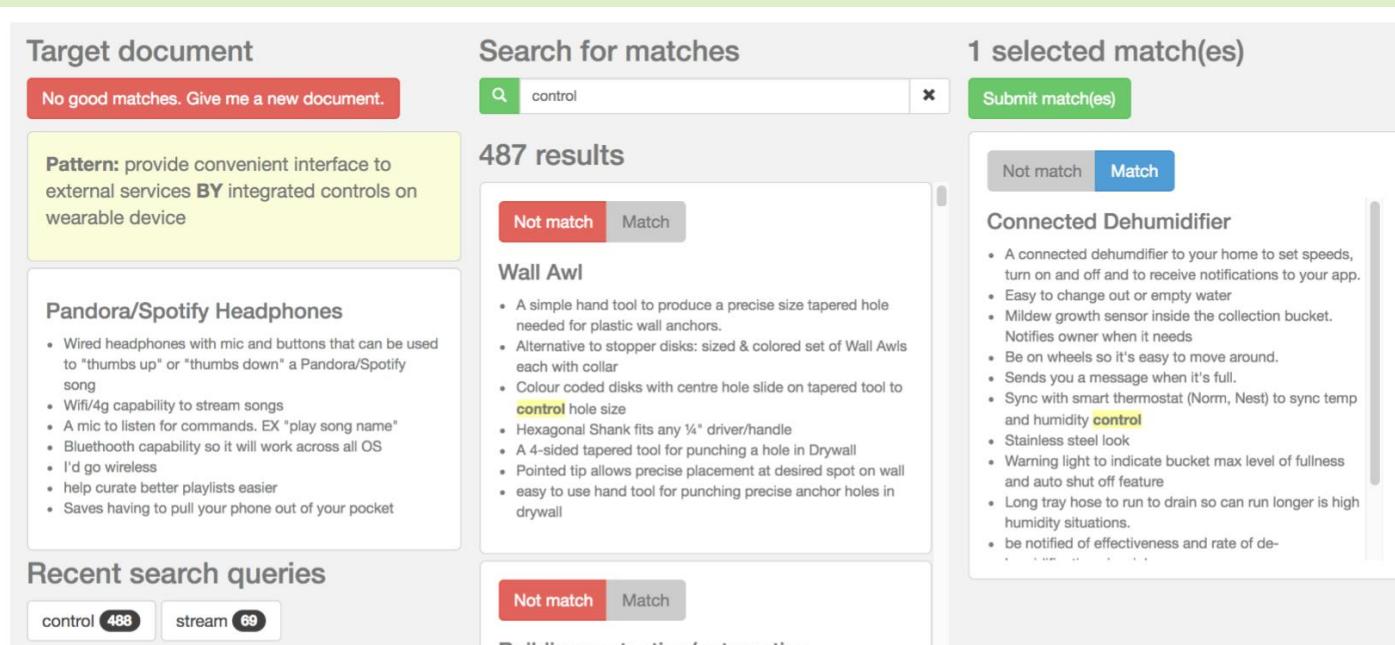 Target document
No good matches. Give me a new document.
Pattern: provide convenient interface to
external services BY integrated controls on
wearable device
Pandora/Spotify Headphones
• Wired headphones with mic and buttons that can be used
to "thumbs up" or "thumbs down" a Pandora/Spotify
song
• Wifi/4g capability to stream songs
• A mic to listen for commands. EX "play song name"
• Bluethooth capability so it will work across all OS
• I'd go wireless
• help curate better playlists easier
• Saves having to pull your phone out of your pocket
Recent search queries
control 488 stream 69
Search for matches
control
487 results
Not match Match
Wall Awl
• A simple hand tool to produce a precise size tapered hole
needed for plastic wall anchors.
• Alternative to stopper disks: sized & colored set of Wall Awls
each with collar
• Colour coded disks with centre hole slide on tapered tool to
control hole size
• Hexagonal Shank fits any ¼" driver/handle
• A 4-sided tapered tool for punching a hole in Drywall
• Pointed tip allows precise placement at desired spot on wall
• easy to use hand tool for punching precise anchor holes in
drywall
Not match Match
1 selected match(es)
Submit match(es)
Not match Match
Connected Dehumidifier
• A connected dehumdifier to your home to set speeds,
turn on and off and to receive notifications to your app.
• Easy to change out or empty water
• Mildew growth sensor inside the collection bucket.
Notifies owner when it needs
• Be on wheels so it's easy to move around.
• Sends you a message when it's full.
• Sync with smart thermostat (Norm, Nest) to sync temp
and humidity control
• Stainless steel look
• Warning light to indicate bucket max level of fullness
and auto shut off feature
• Long tray hose to run to drain so can run longer is high
humidity situations.
• be notified of effectiveness and rate of de-